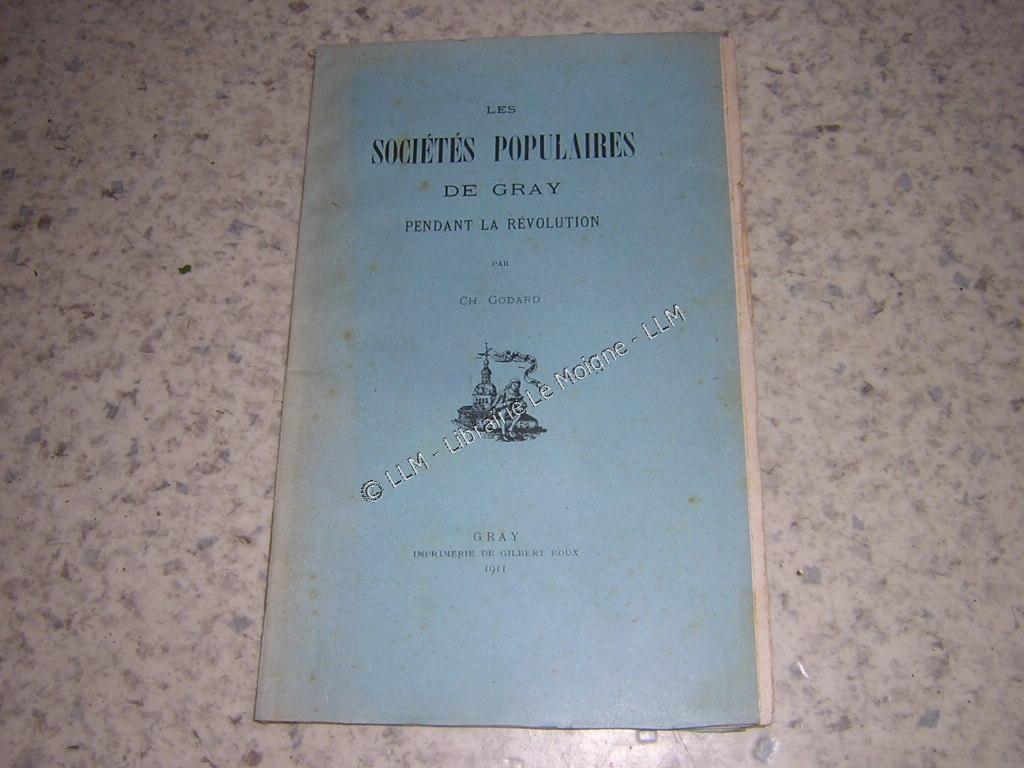 LES
SOCIÉTÉS POPULAIRES
DE GRAY
PENDANT LA RÉVOLUTION
PAR
CH. GODARD
© LLM - Librairie Le Moigne - LLM
GRAY
IMPRIMERIE DE GILBERT ROUX
1911